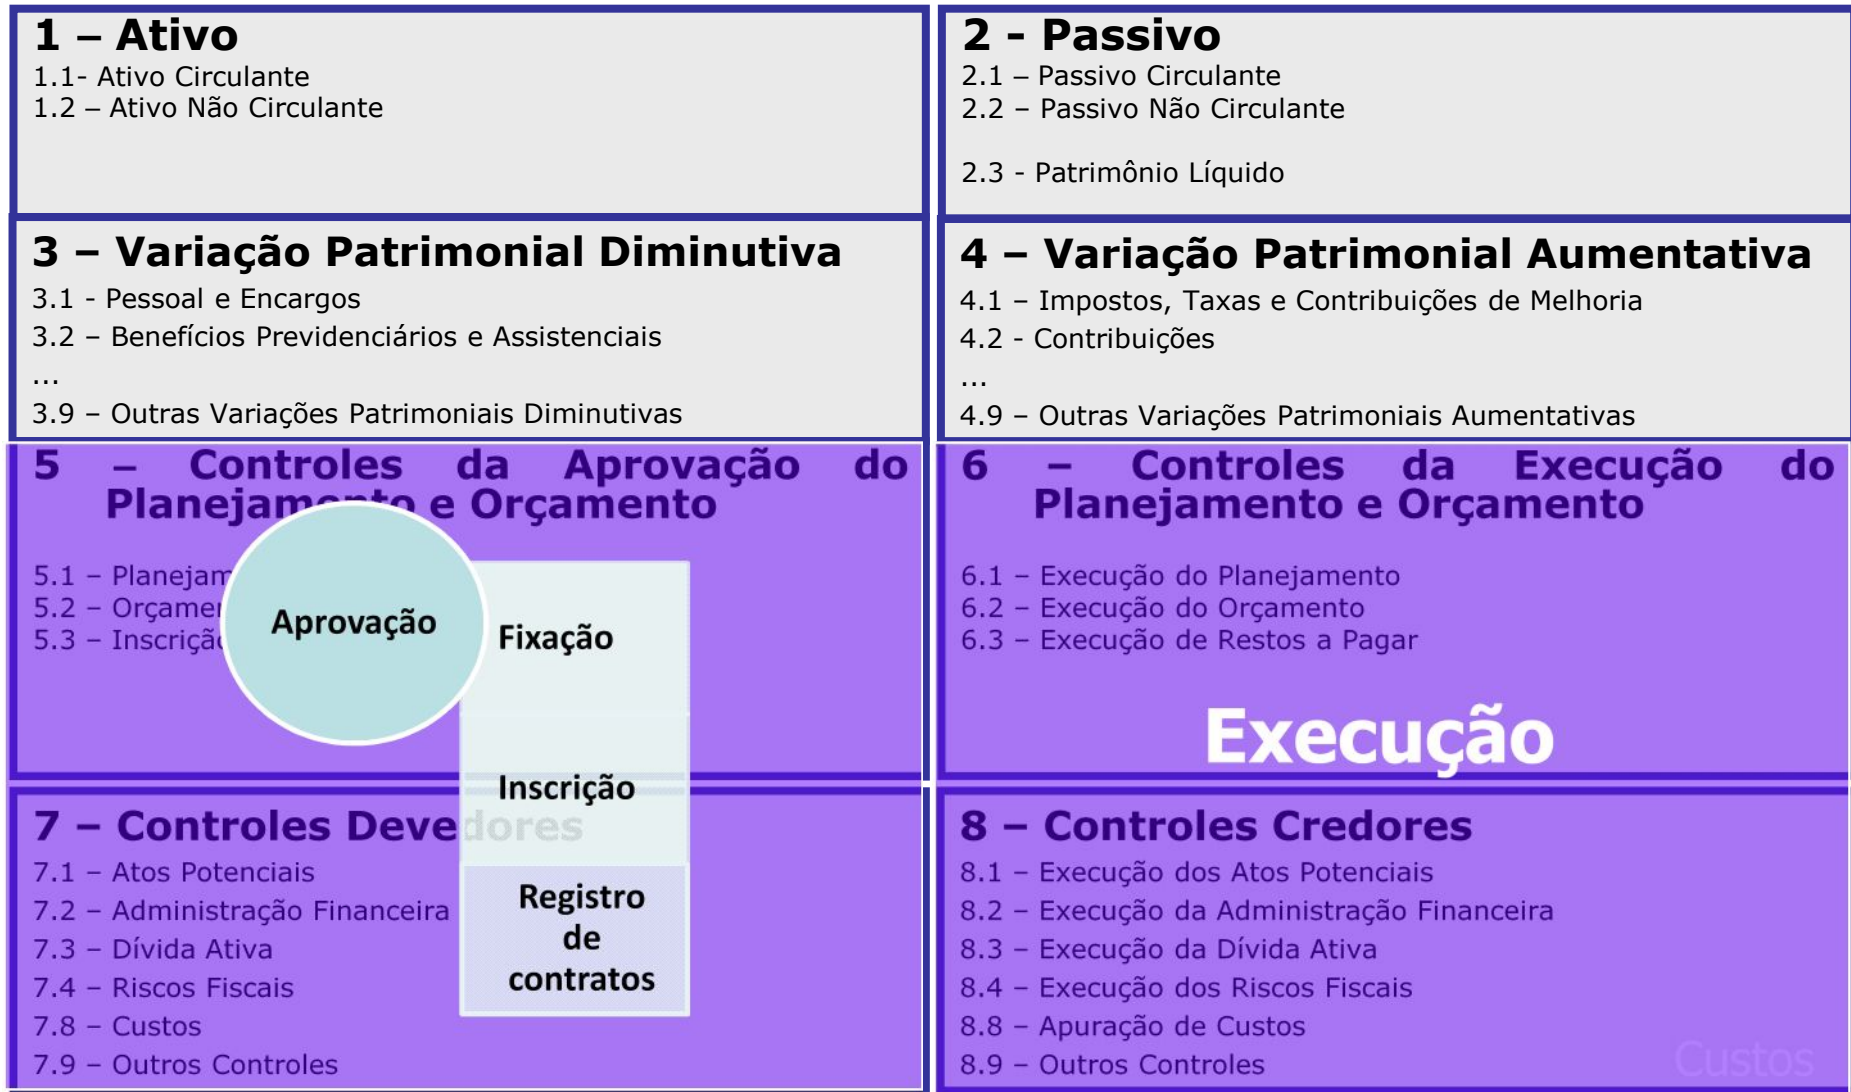 1 – Ativo
1.1- Ativo Circulante
1.2 – Ativo Não Circulante
2 - Passivo
2.1 – Passivo Circulante
2.2 – Passivo Não Circulante
2.3 - Patrimônio Líquido
3 – Variação Patrimonial Diminutiva
3.1 - Pessoal e Encargos
3.2 – Benefícios Previdenciários e Assistenciais
...
3.9 – Outras Variações Patrimoniais Diminutivas
4 – Variação Patrimonial Aumentativa
4.1 – Impostos, Taxas e Contribuições de Melhoria
4.2 - Contribuições
...
4.9 – Outras Variações Patrimoniais Aumentativas
5 – Controles da Aprovação do
Planejamento e Orçamento
5.1 –
5.2 –
5.3 –
Aprovação
Fixação
Inscrição
Registro
de
contratos
6 – Controles da Execução do
Planejamento e Orçamento
6.1 – Execução do Planejamento
6.2 – Execução do Orçamento
6.3 – Execução de Restos a Pagar
Execução
7 – Controles Devedores
7.1 – Atos Potenciais
7.2 – Administração Financeira
7.3 – Dívida Ativa
7.4 – Riscos Fiscais
7.8 – Custos
7.9 – Outros Controles
8 – Controles Credores
8.1 – Execução dos Atos Potenciais
8.2 – Execução da Administração Financeira
8.3 – Execução da Dívida Ativa
8.4 – Execução dos Riscos Fiscais
8.8 – Apuração de Custos
8.9 – Outros Controles
Custos